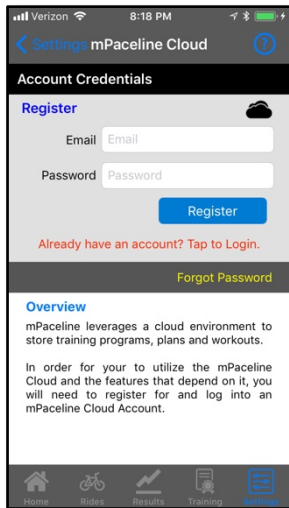 Verizon 8:18 PM
Settings mPaceline Cloud ?
Account Credentials
Register
Email Email
Password Password
Register
Already have an account? Tap to Login.
Forgot Password
Overview
mPaceline leverages a cloud environment to
store training programs, plans and workouts.
In order for your to utilize the mPaceline
Cloud and the features that depend on it, you
will need to register for and log into an
mPaceline Cloud Account.
Home Rides Results Training Settings